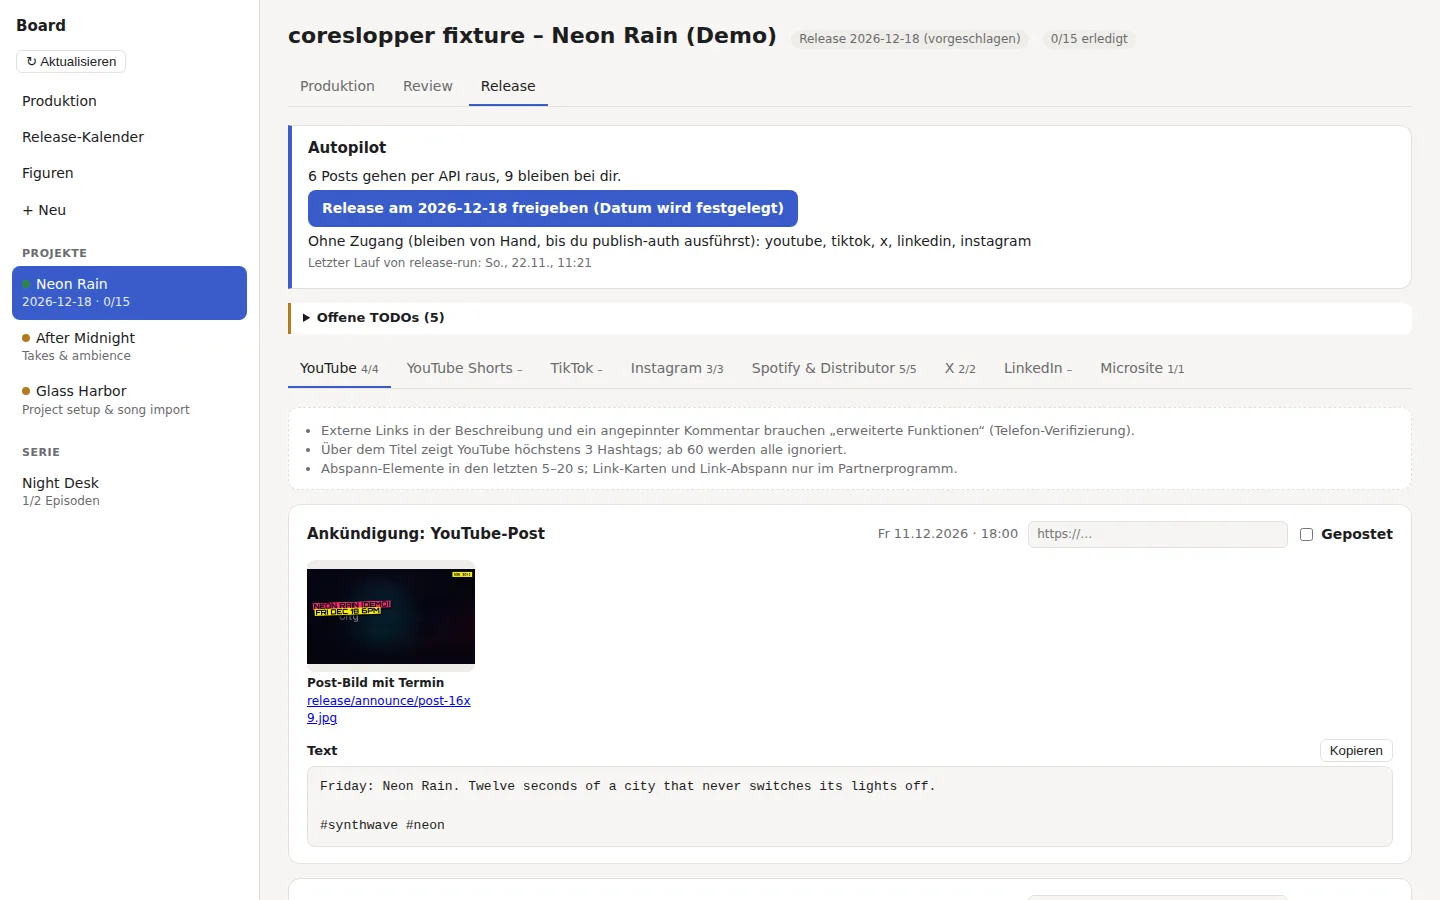 Board
↻ Aktualisieren
Produktion
Release-Kalender
Figuren
+ Neu
PROJEKTE
Neon Rain
2026-12-18 · 0/15
After Midnight
Takes & ambience
Glass Harbor
Project setup & song import
SERIE
Night Desk
1/2 Episoden
coreslopper fixture – Neon Rain (Demo) Release 2026-12-18 (vorgeschlagen) 0/15 erledigt
Produktion Review Release
Autopilot
6 Posts gehen per API raus, 9 bleiben bei dir.
Release am 2026-12-18 freigeben (Datum wird festgelegt)
Ohne Zugang (bleiben von Hand, bis du publish-auth ausführst): youtube, tiktok, x, linkedin, instagram
Letzter Lauf von release-run: So., 22.11., 11:21
▶ Offene TODOs (5)
YouTube 4/4 YouTube Shorts – TikTok – Instagram 3/3 Spotify & Distributor 5/5 X 2/2 LinkedIn – Microsite 1/1
• Externe Links in der Beschreibung und ein angepinnter Kommentar brauchen „erweiterte Funktionen“ (Telefon-Verifizierung).
• Über dem Titel zeigt YouTube höchstens 3 Hashtags; ab 60 werden alle ignoriert.
• Abspann-Elemente in den letzten 5–20 s; Link-Karten und Link-Abspann nur im Partnerprogramm.
Ankündigung: YouTube-Post Fr 11.12.2026 · 18:00 https://… Gepostet
NEON RAIN (DEMO)
FRI DEC 18 6PM
city
Post-Bild mit Termin
release/announce/post-16x
9.jpg
Text Kopieren
Friday: Neon Rain. Twelve seconds of a city that never switches its lights off.
#synthwave #neon